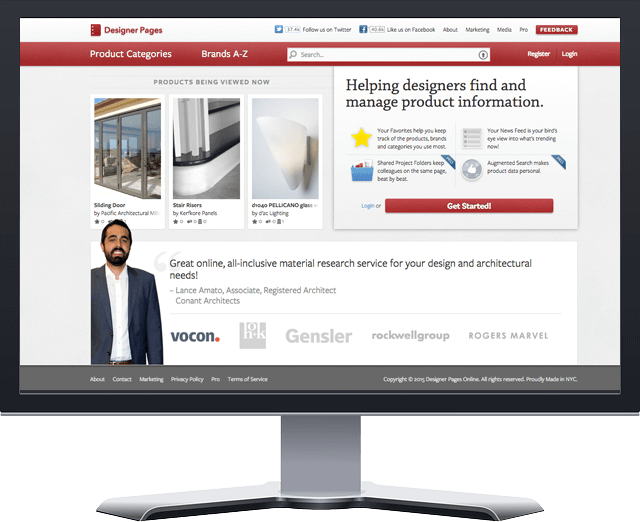 Designer Pages
37.4k Follow us on Twitter
40.6k Like us on Facebook
About
Marketing
Media
Pro
FEEDBACK
Product Categories
Brands A-Z
Search...
Register
Login
PRODUCTS BEING VIEWED NOW
Sliding Door
by Pacific Architectural Mill
Stair Risers
by Kerfkore Panels
d1040 PELLICANO glass w
by d'ac Lighting
Helping designers find and
manage product information.
Your Favorites help you keep
track of the products, brands
and categories you use most.
Your News Feed is your bird's
eye view into what's trending
now!
Shared Project Folders keep
colleagues on the same page,
beat by beat.
Augmented Search makes
product data personal.
Login or
Get Started!
Great online, all-inclusive material research service for your design and architectural
needs!
– Lance Amato, Associate, Registered Architect
Conant Architects
vocon.
hok
Gensler
rockwellgroup
ROGERS MARVEL
About
Contact
Marketing
Privacy Policy
Pro
Terms of Service
Copyright © 2015 Designer Pages Online. All rights reserved. Proudly Made in NYC.